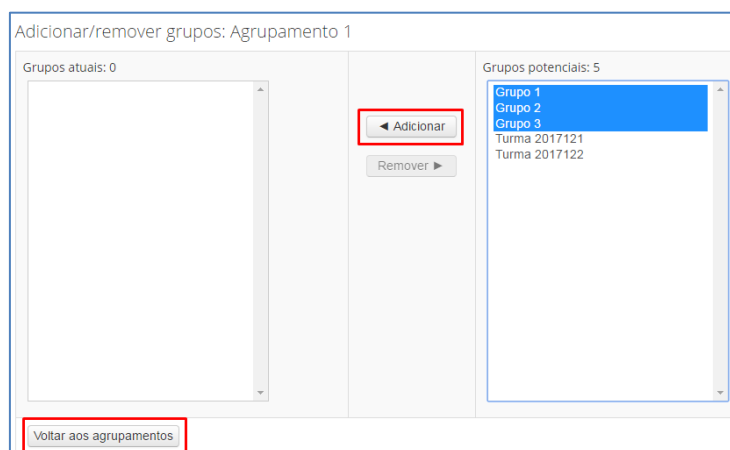 Adicionar/remover grupos: Agrupamento 1
Grupos atuais: 0
◄ Adicionar
Remover ►
Grupos potenciais: 5
Grupo 1
Grupo 2
Grupo 3
Turma 2017121
Turma 2017122
Voltar aos agrupamentos